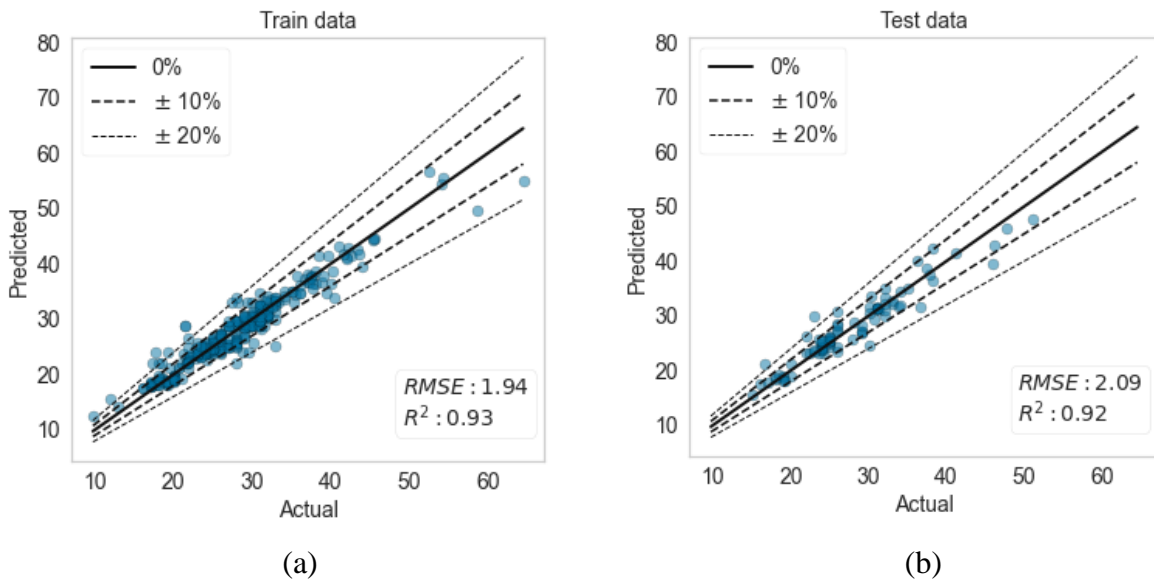 Train data
80
70
60
50
40
30
20
10
Predicted
0%
± 10%
± 20%
RMSE : 1.94
R² : 0.93
10 20 30 40 50 60
Actual
(a)
Test data
80
70
60
50
40
30
20
10
Predicted
0%
± 10%
± 20%
RMSE : 2.09
R² : 0.92
10 20 30 40 50 60
Actual
(b)